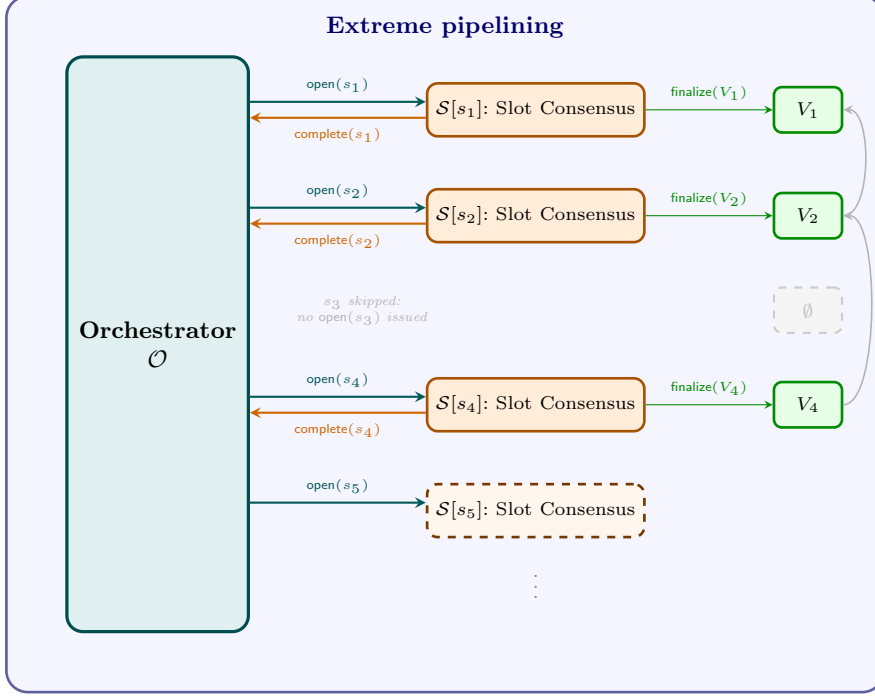 Extreme pipelining
open(s₁)
S[s₁]: Slot Consensus
finalize(V₁)
V₁
complete(s₁)
open(s₂)
S[s₂]: Slot Consensus
finalize(V₂)
V₂
complete(s₂)
s₃ skipped:
no open(s₃) issued
∅
Orchestrator
𝒪
open(s₄)
S[s₄]: Slot Consensus
finalize(V₄)
V₄
complete(s₄)
open(s₅)
S[s₅]: Slot Consensus
⋮